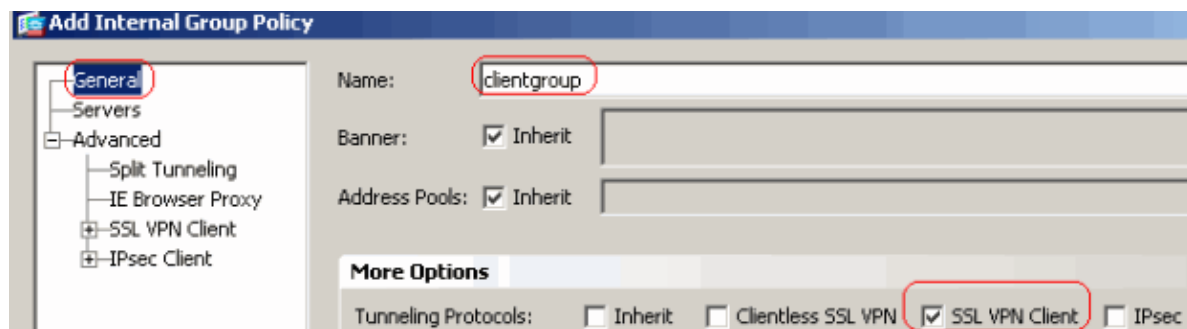 Add Internal Group Policy
General
Servers
Advanced
Split Tunneling
IE Browser Proxy
SSL VPN Client
IPsec Client
Name: clientgroup
Banner: Inherit
Address Pools: Inherit
More Options
Tunneling Protocols: Inherit Clientless SSL VPN SSL VPN Client IPsec